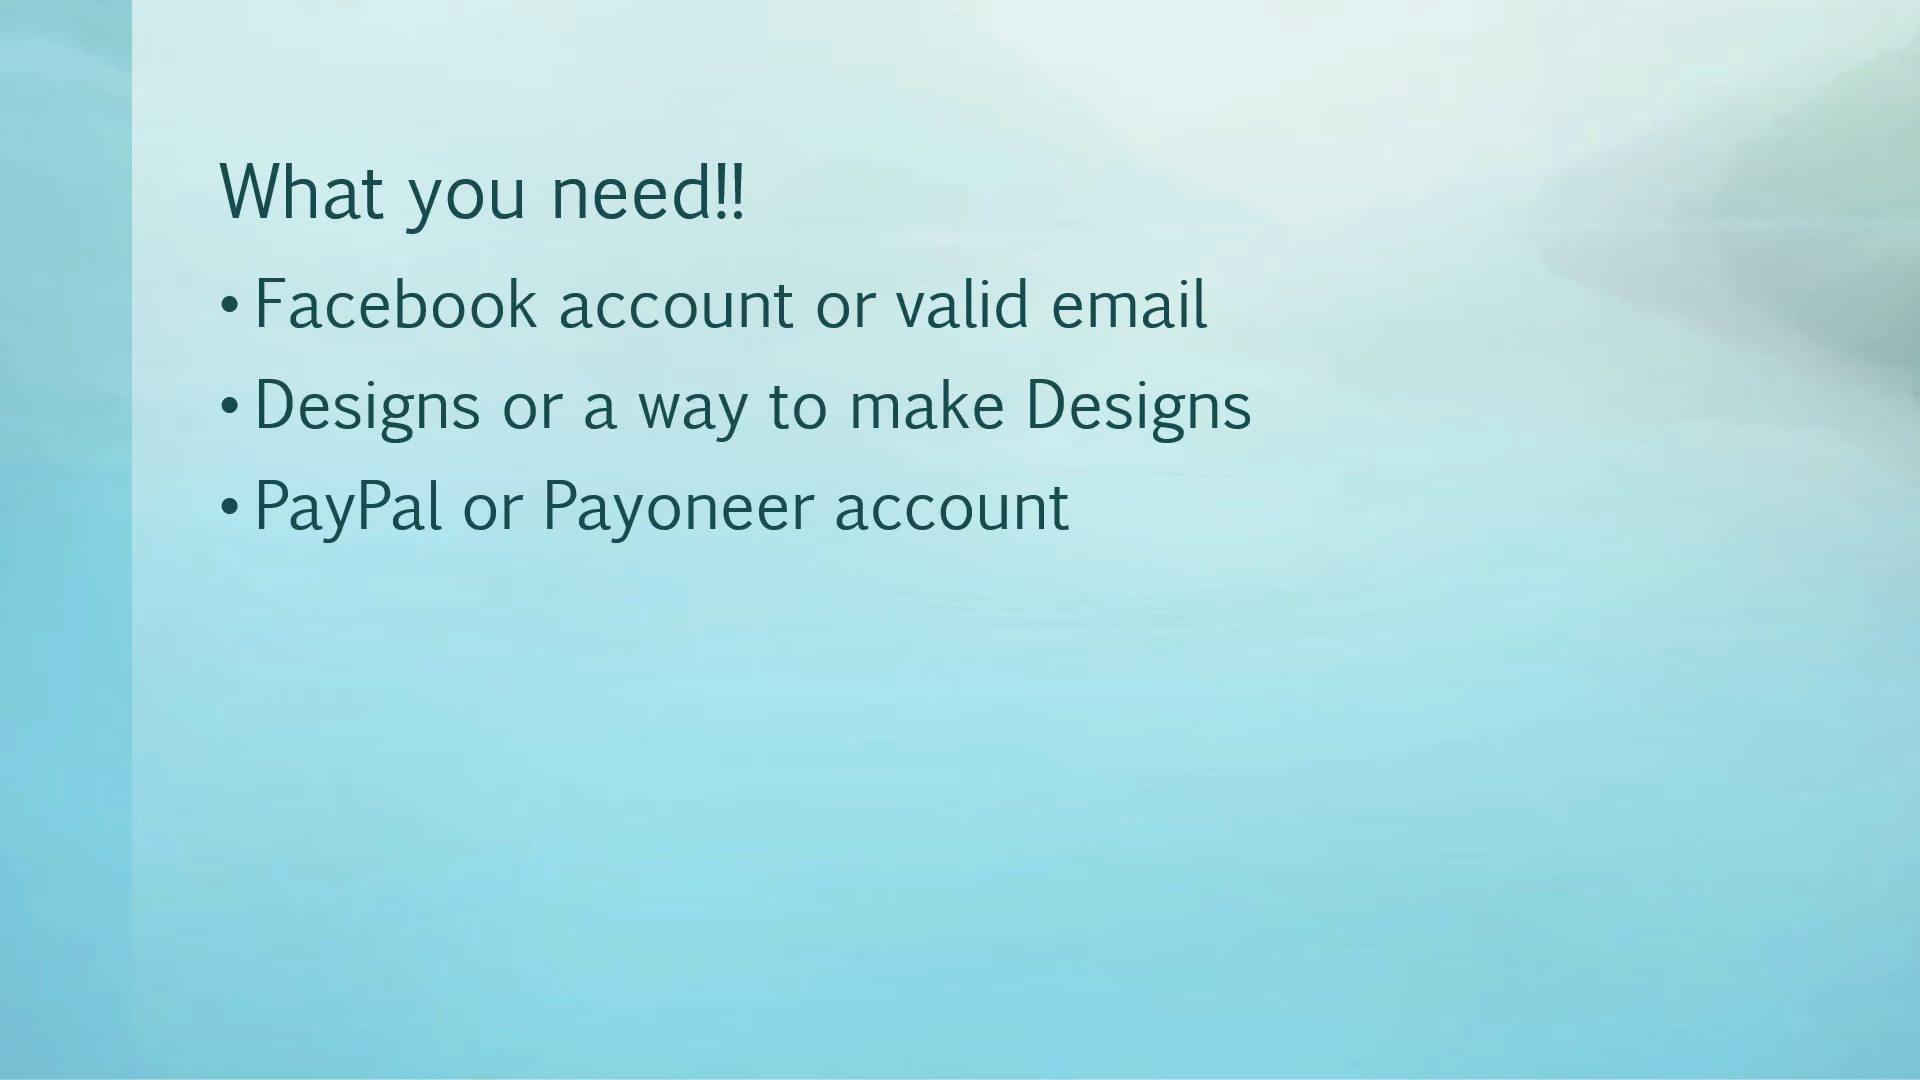 What you need!!
• Facebook account or valid email
• Designs or a way to make Designs
• PayPal or Payoneer account